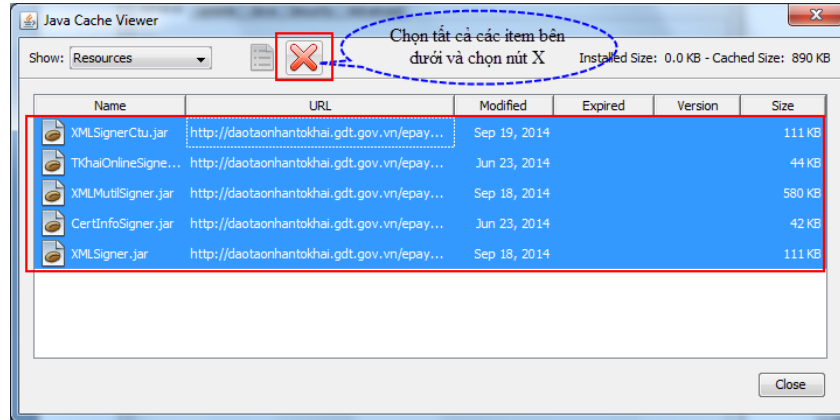 Java Cache Viewer
Show: Resources
Chọn tất cả các item bên
dưới và chọn nút X
Installed Size: 0.0 KB - Cached Size: 890 KB
Name URL Modified Expired Version Size
XMLSignerCtu.jar http://daotaonhantokhai.gdt.gov.vn/epay... Sep 19, 2014 111 KB
TKhaiOnlineSigne... http://daotaonhantokhai.gdt.gov.vn/epay... Jun 23, 2014 44 KB
XMLMutilSigner.jar http://daotaonhantokhai.gdt.gov.vn/epay... Sep 18, 2014 580 KB
CertInfoSigner.jar http://daotaonhantokhai.gdt.gov.vn/epay... Jun 23, 2014 42 KB
XMLSigner.jar http://daotaonhantokhai.gdt.gov.vn/epay... Sep 18, 2014 111 KB
Close